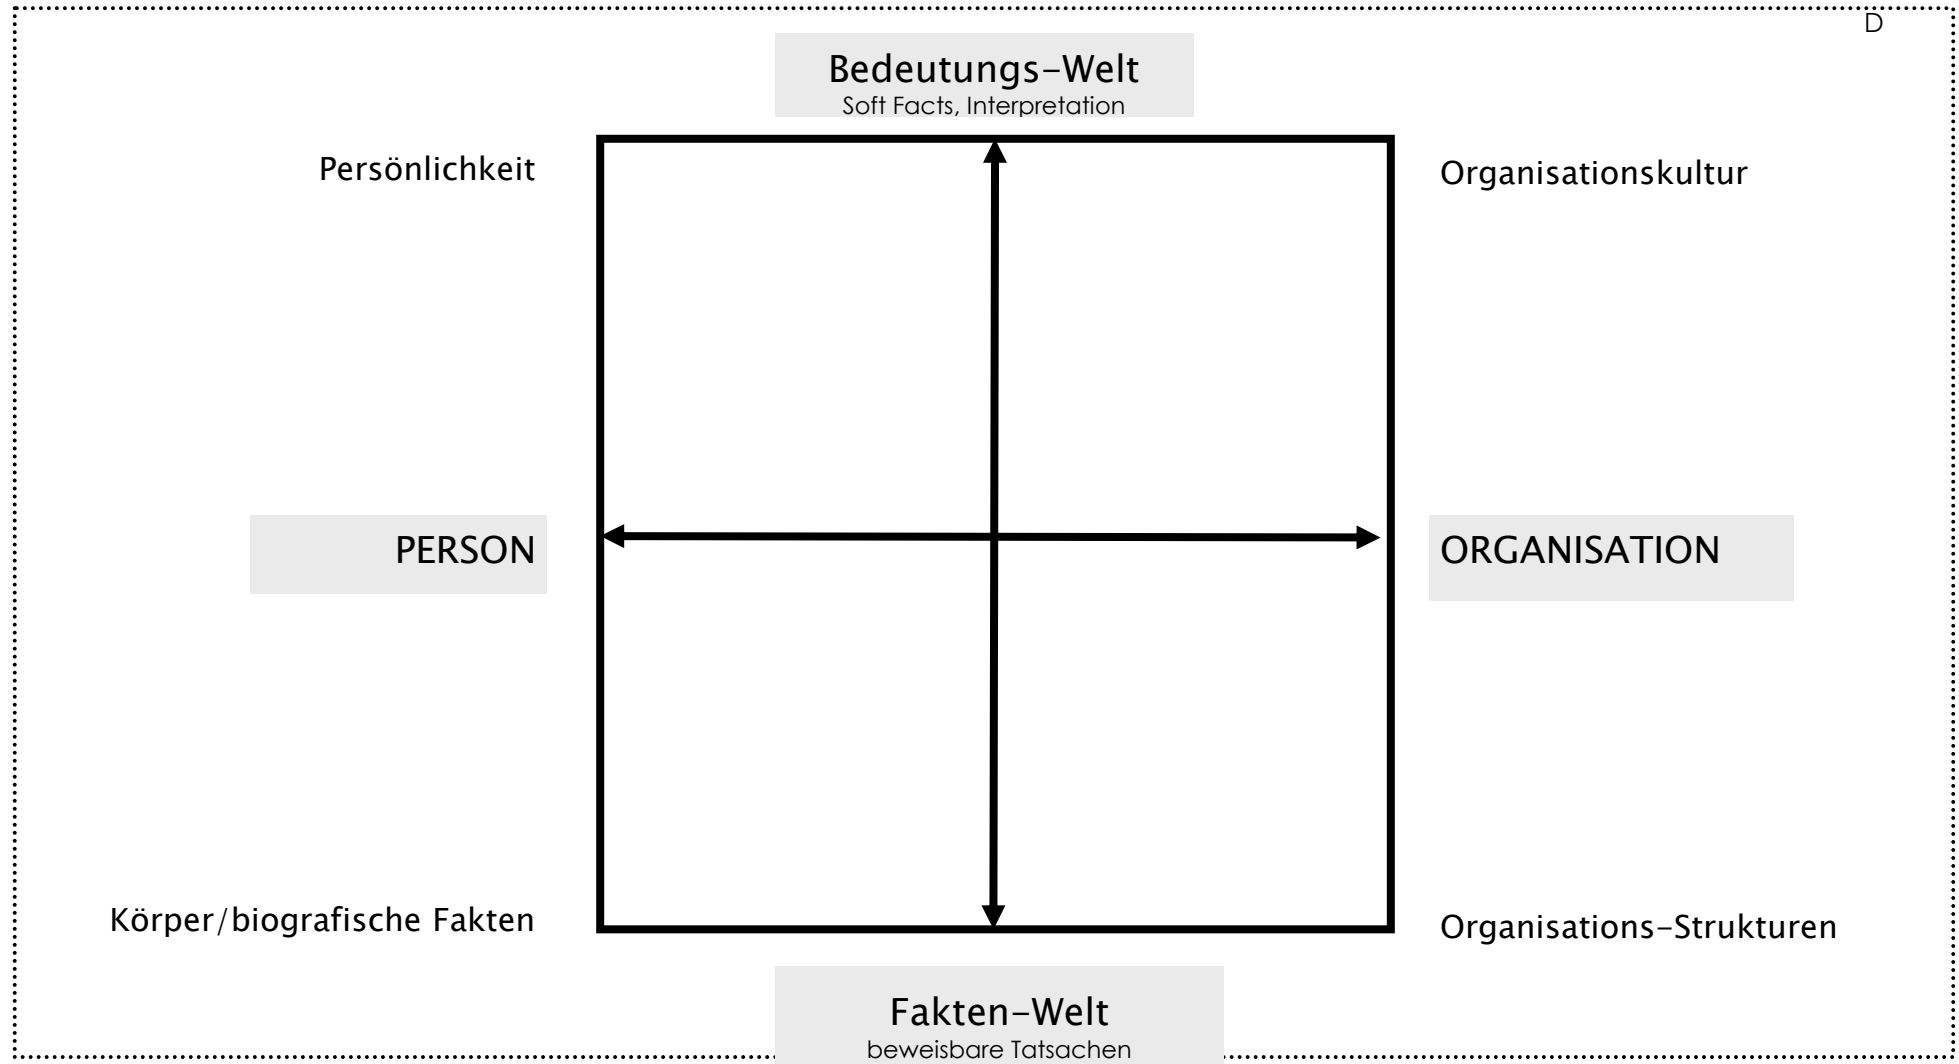 D
Bedeutungs-Welt
Soft Facts, Interpretation
Persönlichkeit
Organisationskultur
PERSON
ORGANISATION
Körper/biografische Fakten
Organisations-Strukturen
Fakten-Welt
beweisbare Tatsachen